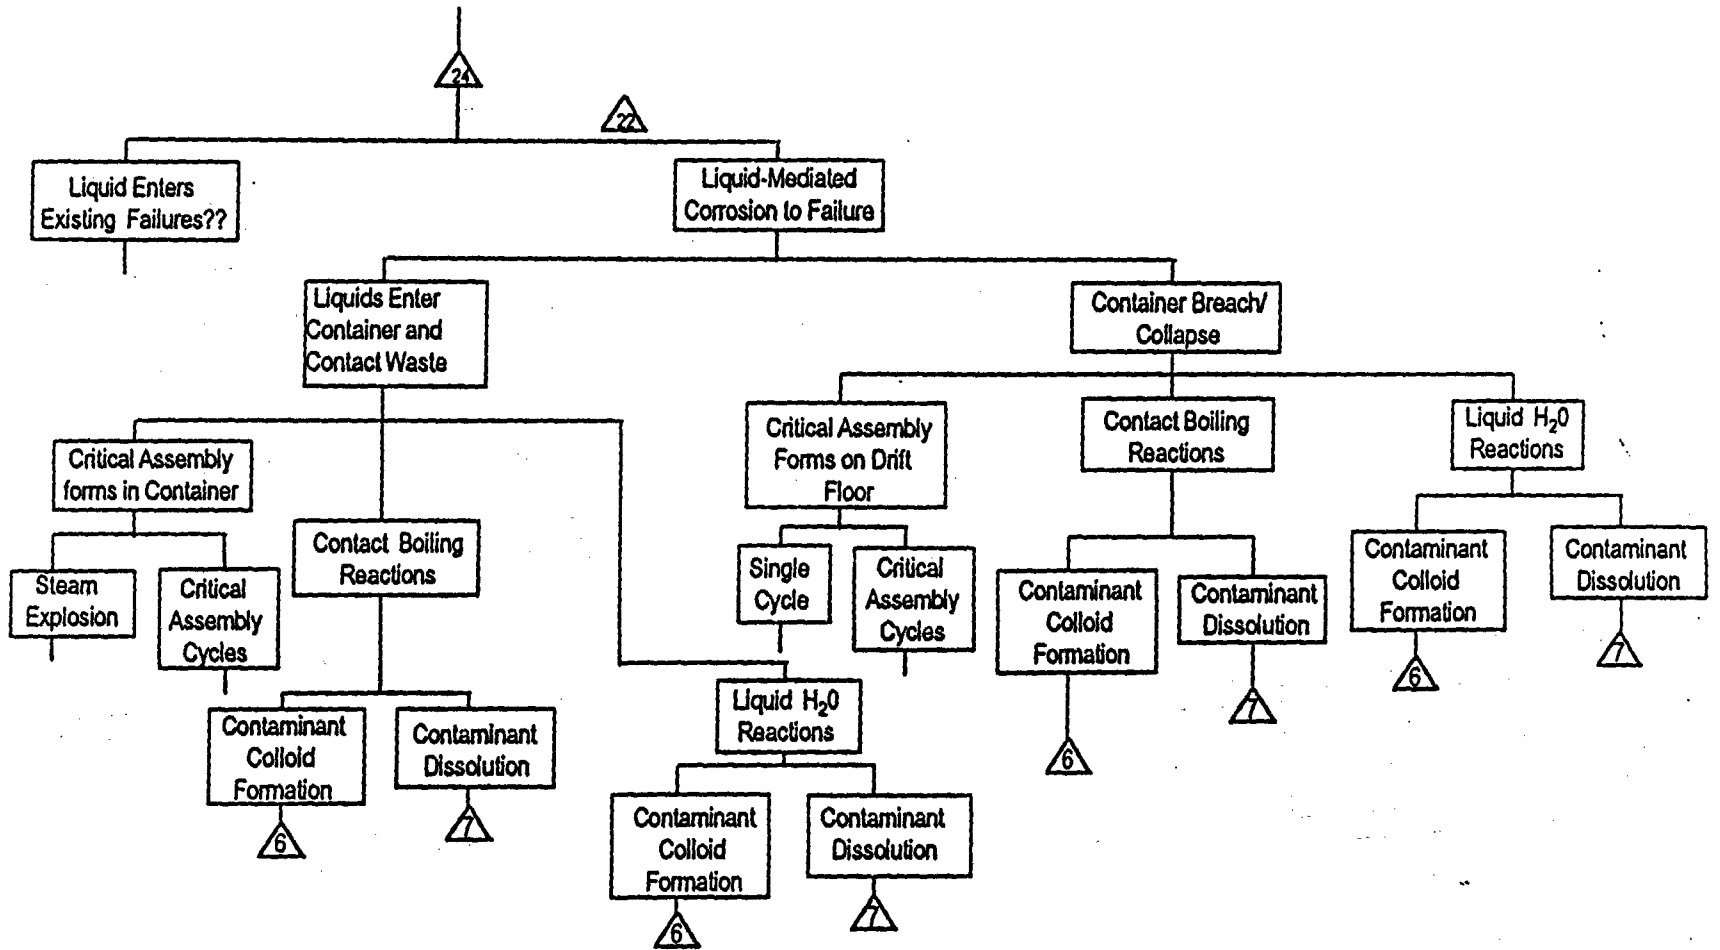 24
22
Liquid Enters
Existing Failures??
Liquid-Mediated
Corrosion to Failure
Liquids Enter
Container and
Contact Waste
Container Breach/
Collapse
Critical Assembly
forms in Container
Contact Boiling
Reactions
Critical Assembly
Forms on Drift
Floor
Contact Boiling
Reactions
Liquid H₂0
Reactions
Steam
Explosion
Critical
Assembly
Cycles
Single
Cycle
Critical
Assembly
Cycles
Contaminant
Colloid
Formation
Contaminant
Dissolution
Contaminant
Colloid
Formation
Contaminant
Dissolution
6
7
6
7
Contaminant
Colloid
Formation
Contaminant
Dissolution
Liquid H₂0
Reactions
6
7
Contaminant
Colloid
Formation
Contaminant
Dissolution
6
7